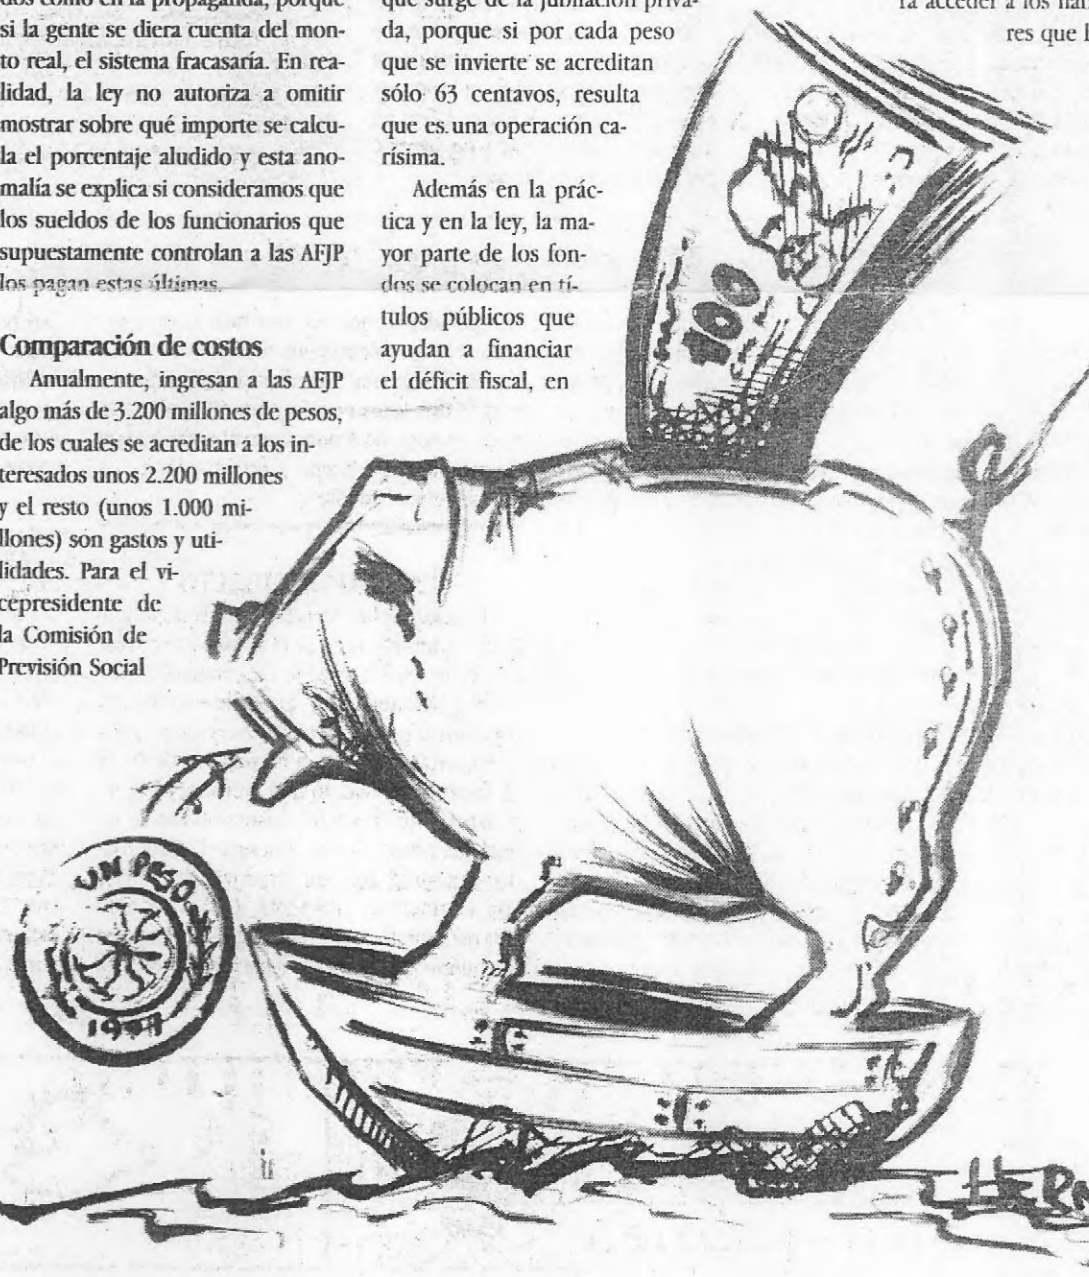 si la gente se diera cuenta del mon-
to real, el sistema fracasaría. En rea-
lidad, la ley no autoriza a omitir
mostrar sobre qué importe se calcu-
la el porcentaje aludido y esta ano-
malía se explica si consideramos que
los sueldos de los funcionarios que
supuestamente controlan a las AFJP
los pagan estas últimas.
Comparación de costos
Anualmente, ingresan a las AFJP
algo más de 3.200 millones de pesos,
de los cuales se acreditan a los in-
teresados unos 2.200 millones
y el resto (unos 1.000 mi-
llones) son gastos y uti-
lidades. Para el vi-
cepresidente de
la Comisión de
Previsión Social
que surge de la jubilación priva-
da, porque si por cada peso
que se invierte se acreditan
sólo 63 centavos, resulta
que es una operación ca-
rísima.
Además en la prác-
tica y en la ley, la ma-
yor parte de los fon-
dos se colocan en tí-
tulos públicos que
ayudan a financiar
el déficit fiscal, en
ra acceder a los
res que
100
UN PESO